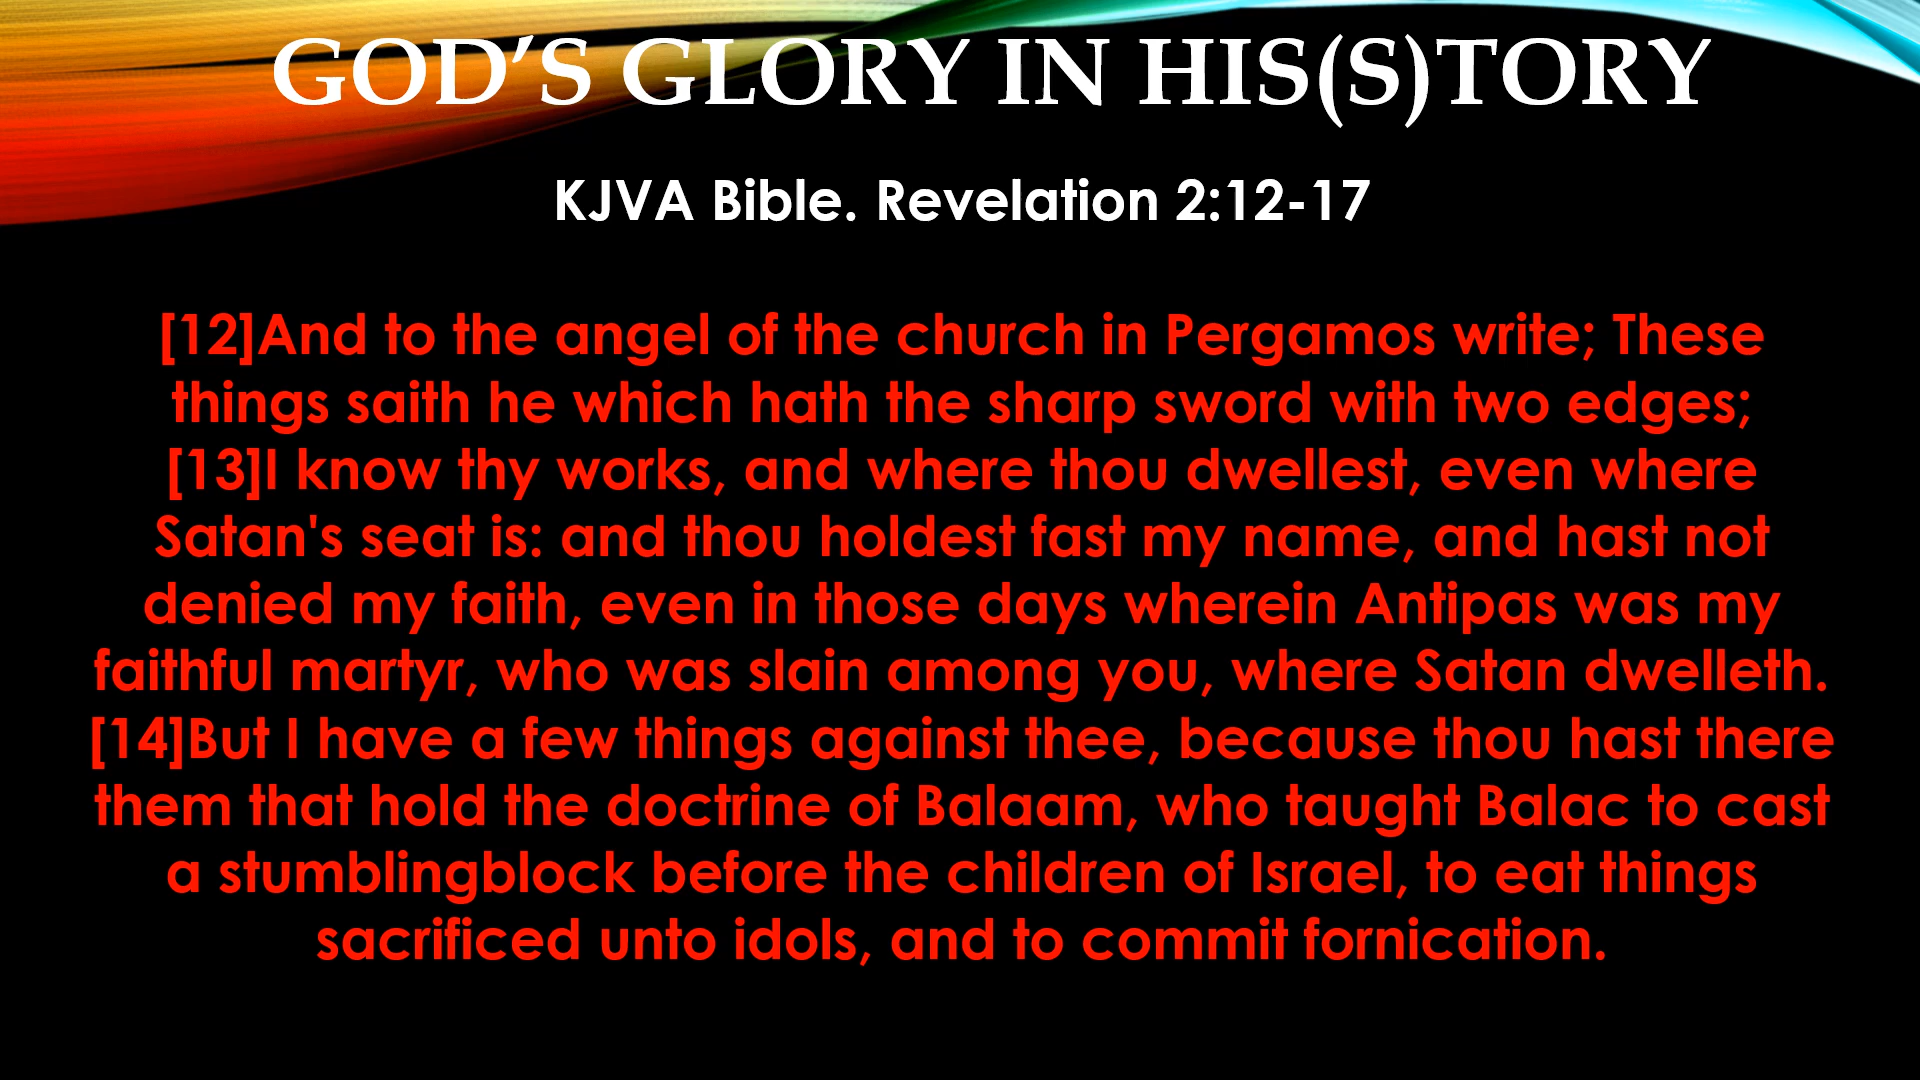 GOD’S GLORY IN HIS(S)TORY
KJVA Bible. Revelation 2:12-17
[12]And to the angel of the church in Pergamos write; These
things saith he which hath the sharp sword with two edges;
[13]I know thy works, and where thou dwellest, even where
Satan's seat is: and thou holdest fast my name, and hast not
denied my faith, even in those days wherein Antipas was my
faithful martyr, who was slain among you, where Satan dwelleth.
[14]But I have a few things against thee, because thou hast there
them that hold the doctrine of Balaam, who taught Balac to cast
a stumblingblock before the children of Israel, to eat things
sacrificed unto idols, and to commit fornication.